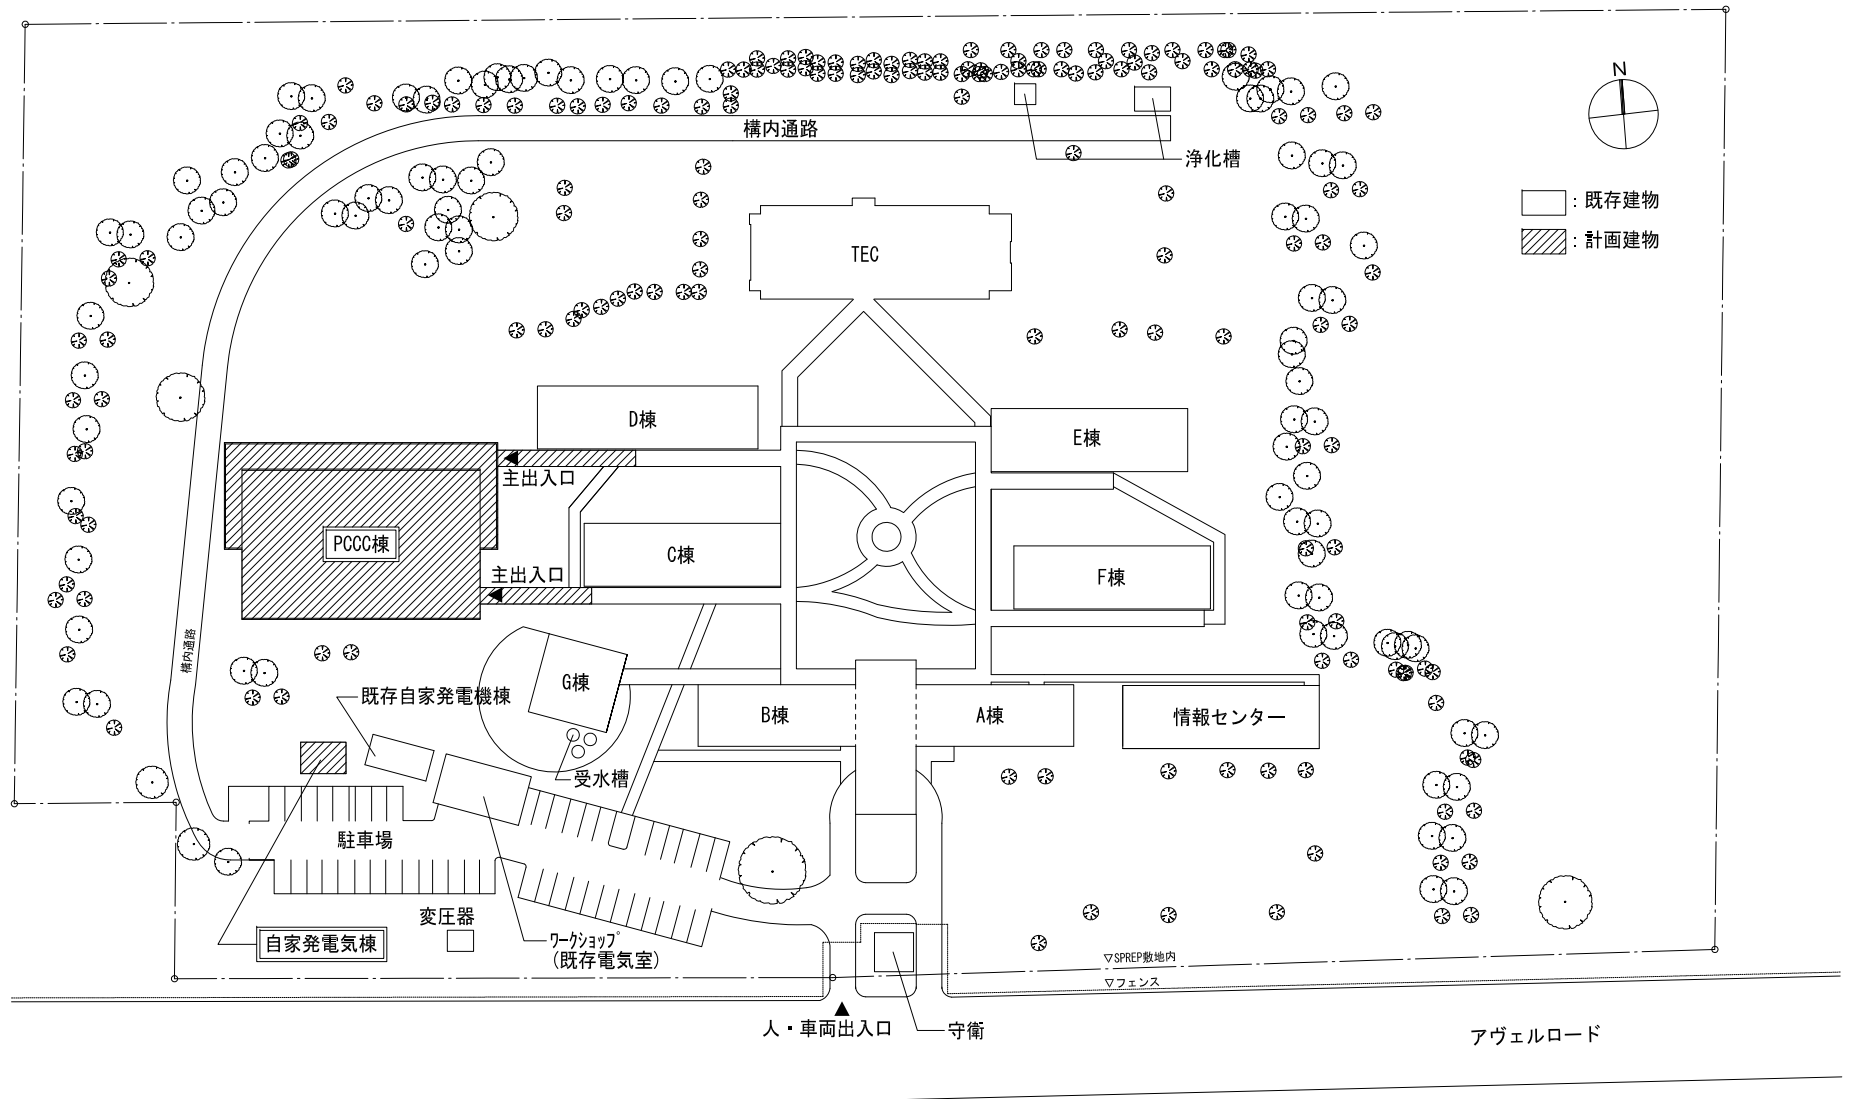 N
構内通路
浄化槽
：既存建物
：計画建物
TEC
D棟
E棟
主出入口
PCCC棟
C棟
主出入口
F棟
構内通路
G棟
既存自家発電機棟
B棟
A棟
情報センター
受水槽
駐車場
変圧器
自家発電気棟
ワークショップ
(既存電気室)
▽SPREP敷地内
▽フェンス
人・車両出入口
守衛
アヴェルロード